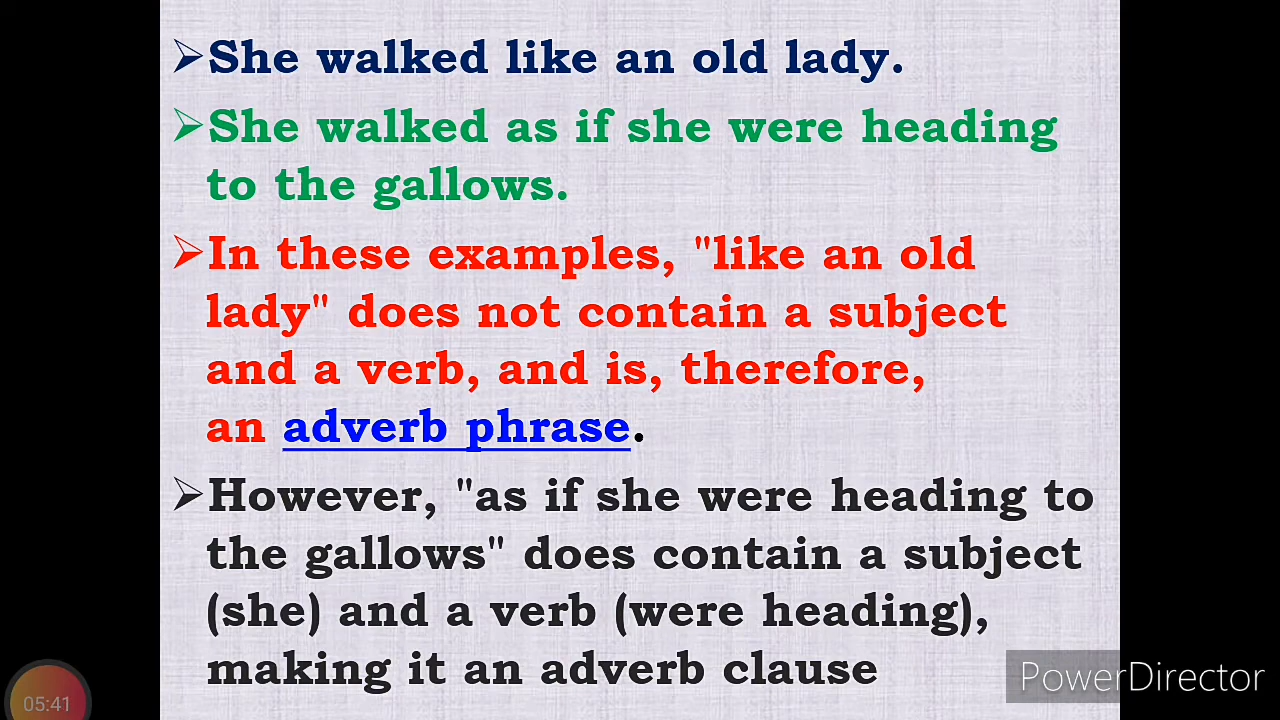 ➢She walked like an old lady.
➢She walked as if she were heading
to the gallows.
➢In these examples, "like an old
lady" does not contain a subject
and a verb, and is, therefore,
an adverb phrase.
➢However, "as if she were heading to
the gallows" does contain a subject
(she) and a verb (were heading),
making it an adverb clause
PowerDirector
05:41